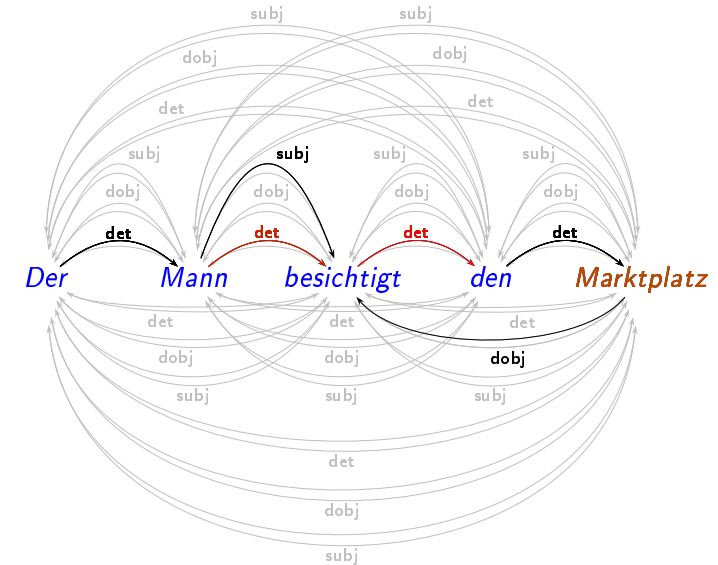 subj subj
dobj dobj
det det
subj subj subj subj
dobj dobj dobj dobj
det det det det
Der Mann besichtigt den Marktplatz
det det det
dobj dobj dobj
subj subj subj
det
dobj
subj